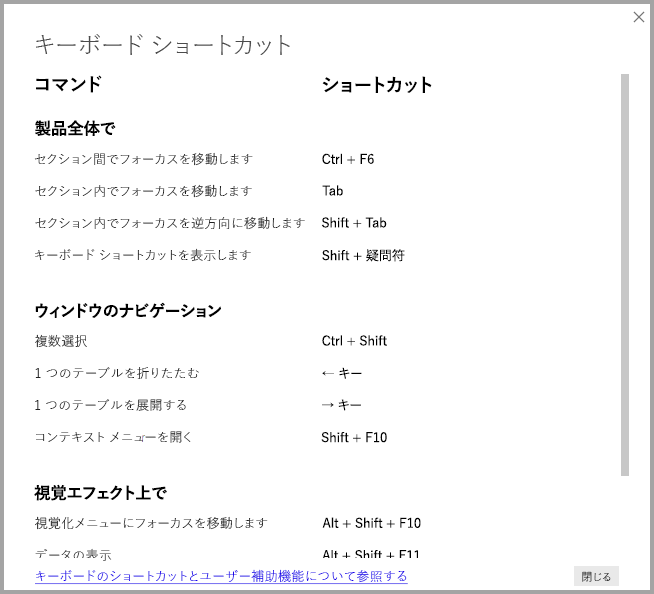 キーボード ショートカット
コマンド ショートカット
製品全体で
セクション間でフォーカスを移動します Ctrl + F6
セクション内でフォーカスを移動します Tab
セクション内でフォーカスを逆方向に移動します Shift + Tab
キーボード ショートカットを表示します Shift + 疑問符
ウィンドウのナビゲーション
複数選択 Ctrl + Shift
1 つのテーブルを折りたたむ ← キー
1 つのテーブルを展開する → キー
コンテキスト メニューを開く Shift + F10
視覚エフェクト上で
視覚化メニューにフォーカスを移動します Alt + Shift + F10
データの表示 Alt + Shift + F11
キーボードのショートカットとユーザー補助機能について参照する 閉じる